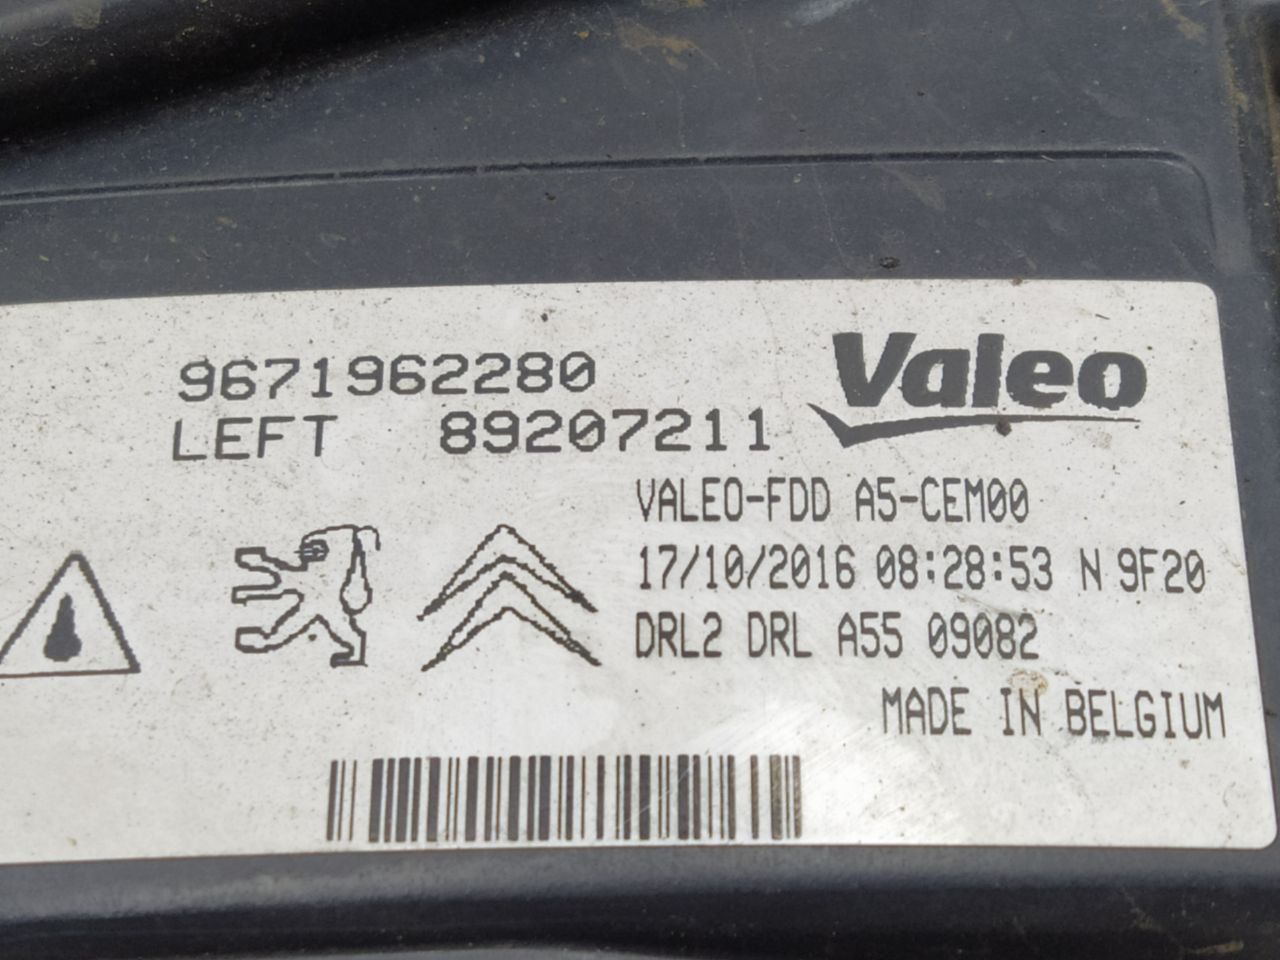 9671962280
LEFT 89207211
Valeo
VALEO-FDD A5-CEM00
17/10/2016 08:28:53 N 9F20
DRL2 DRL A55 09082
MADE IN BELGIUM